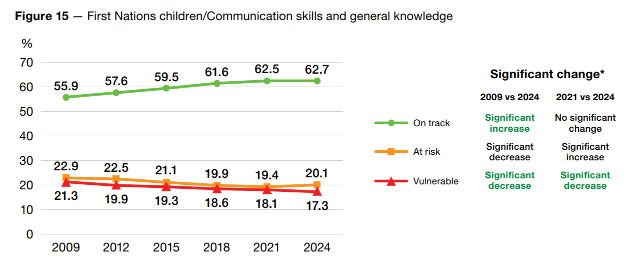 Figure 15 — First Nations children/Communication skills and general knowledge
%
70
60
50
40
30
20
10
0
55.9 57.6 59.5 61.6 62.5 62.7
22.9 22.5 21.1 19.9 19.4 20.1
21.3 19.9 19.3 18.6 18.1 17.3
2009 2012 2015 2018 2021 2024
On track
At risk
Vulnerable
Significant change*
2009 vs 2024 2021 vs 2024
Significant No significant
increase change
Significant Significant
decrease increase
Significant Significant
decrease decrease